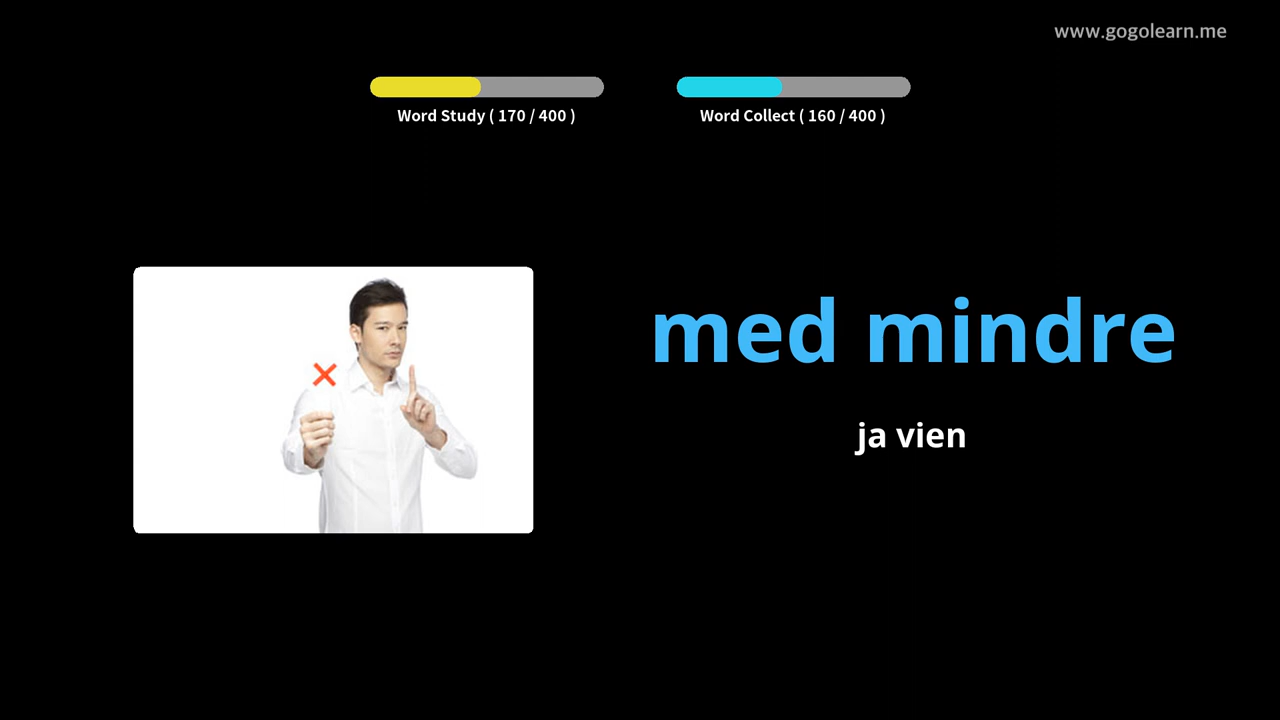 www.gogolearn.me
Word Study ( 170 / 400 )
Word Collect ( 160 / 400 )
med mindre
ja vien